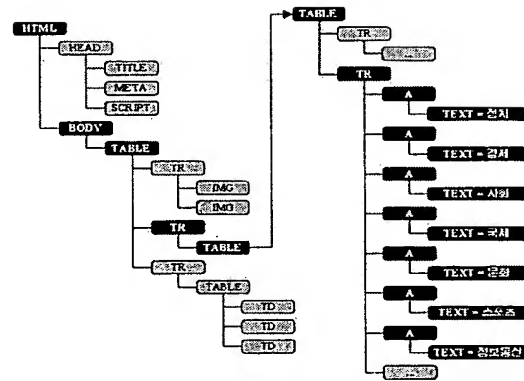 HTML
HEAD
TITLE
META
SCRIPT
BODY
TABLE
TR
IMG
IMG
TR
TABLE
TR
TABLE
TD
TD
TD
TABLE
TR
TR
A
TEXT = 정치
A
TEXT = 경제
A
TEXT = 사회
A
TEXT = 국제
A
TEXT = 문화
A
TEXT = 스포츠
A
TEXT = 정보통신